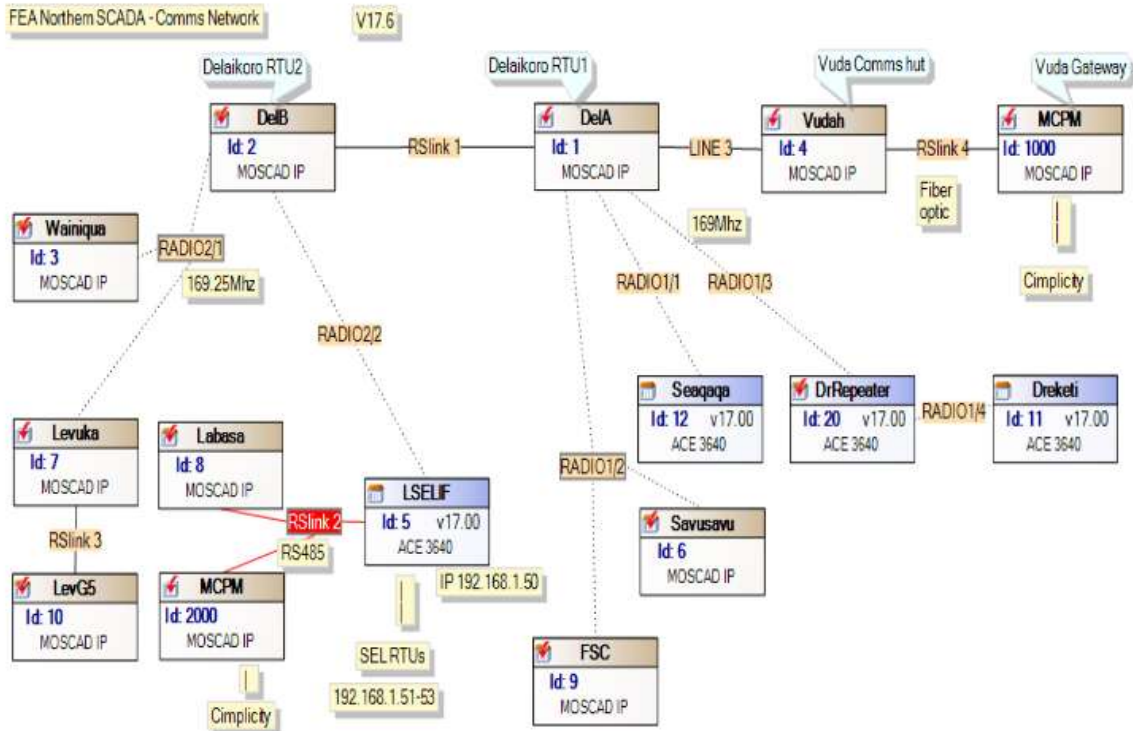 FEA Northern SCADA - Comms Network
V17.6
Delaikoro RTU2
Delaikoro RTU1
Vuda Comms hut
Vuda Gateway
DelB
Id: 2
MOSCAD IP
RSlink 1
DelA
Id: 1
MOSCAD IP
LINE 3
Vudah
Id: 4
MOSCAD IP
RSlink 4
MCPM
Id: 1000
MOSCAD IP
Fiber
optic
Cimplicity
Wainiqua
Id: 3
MOSCAD IP
RADIO2/1
169.25Mhz
169Mhz
RADIO1/1
RADIO1/3
RADIO2/2
Seaqaqa
Id: 12 v17.00
ACE 3640
DrRepeater
Id: 20 v17.00
ACE 3640
RADIO1/4
Dreketi
Id: 11 v17.00
ACE 3640
Levuka
Id: 7
MOSCAD IP
Labasa
Id: 8
MOSCAD IP
RADIO1/2
LSELIF
Id: 5 v17.00
ACE 3640
RSlink 2
RS485
RSlink 3
IP 192.168.1.50
Savusavu
Id: 6
MOSCAD IP
LevG5
Id: 10
MOSCAD IP
MCPM
Id: 2000
MOSCAD IP
Cimplicity
SEL RTUs
192.168.1.51-53
FSC
Id: 9
MOSCAD IP